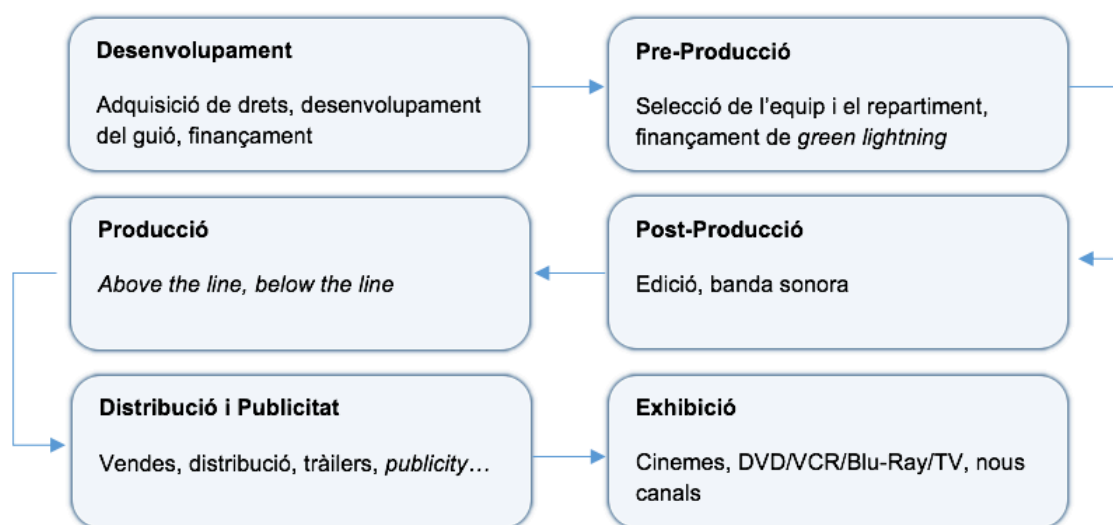 Desenvolupament
Adquisició de drets, desenvolupament
del guió, finançament
Pre-Producció
Selecció de l'equip i el repartiment,
finançament de green lightning
Producció
Above the line, below the line
Post-Producció
Edició, banda sonora
Distribució i Publicitat
Vendes, distribució, tràilers, publicity…
Exhibició
Cinemes, DVD/VCR/Blu-Ray/TV, nous
canals